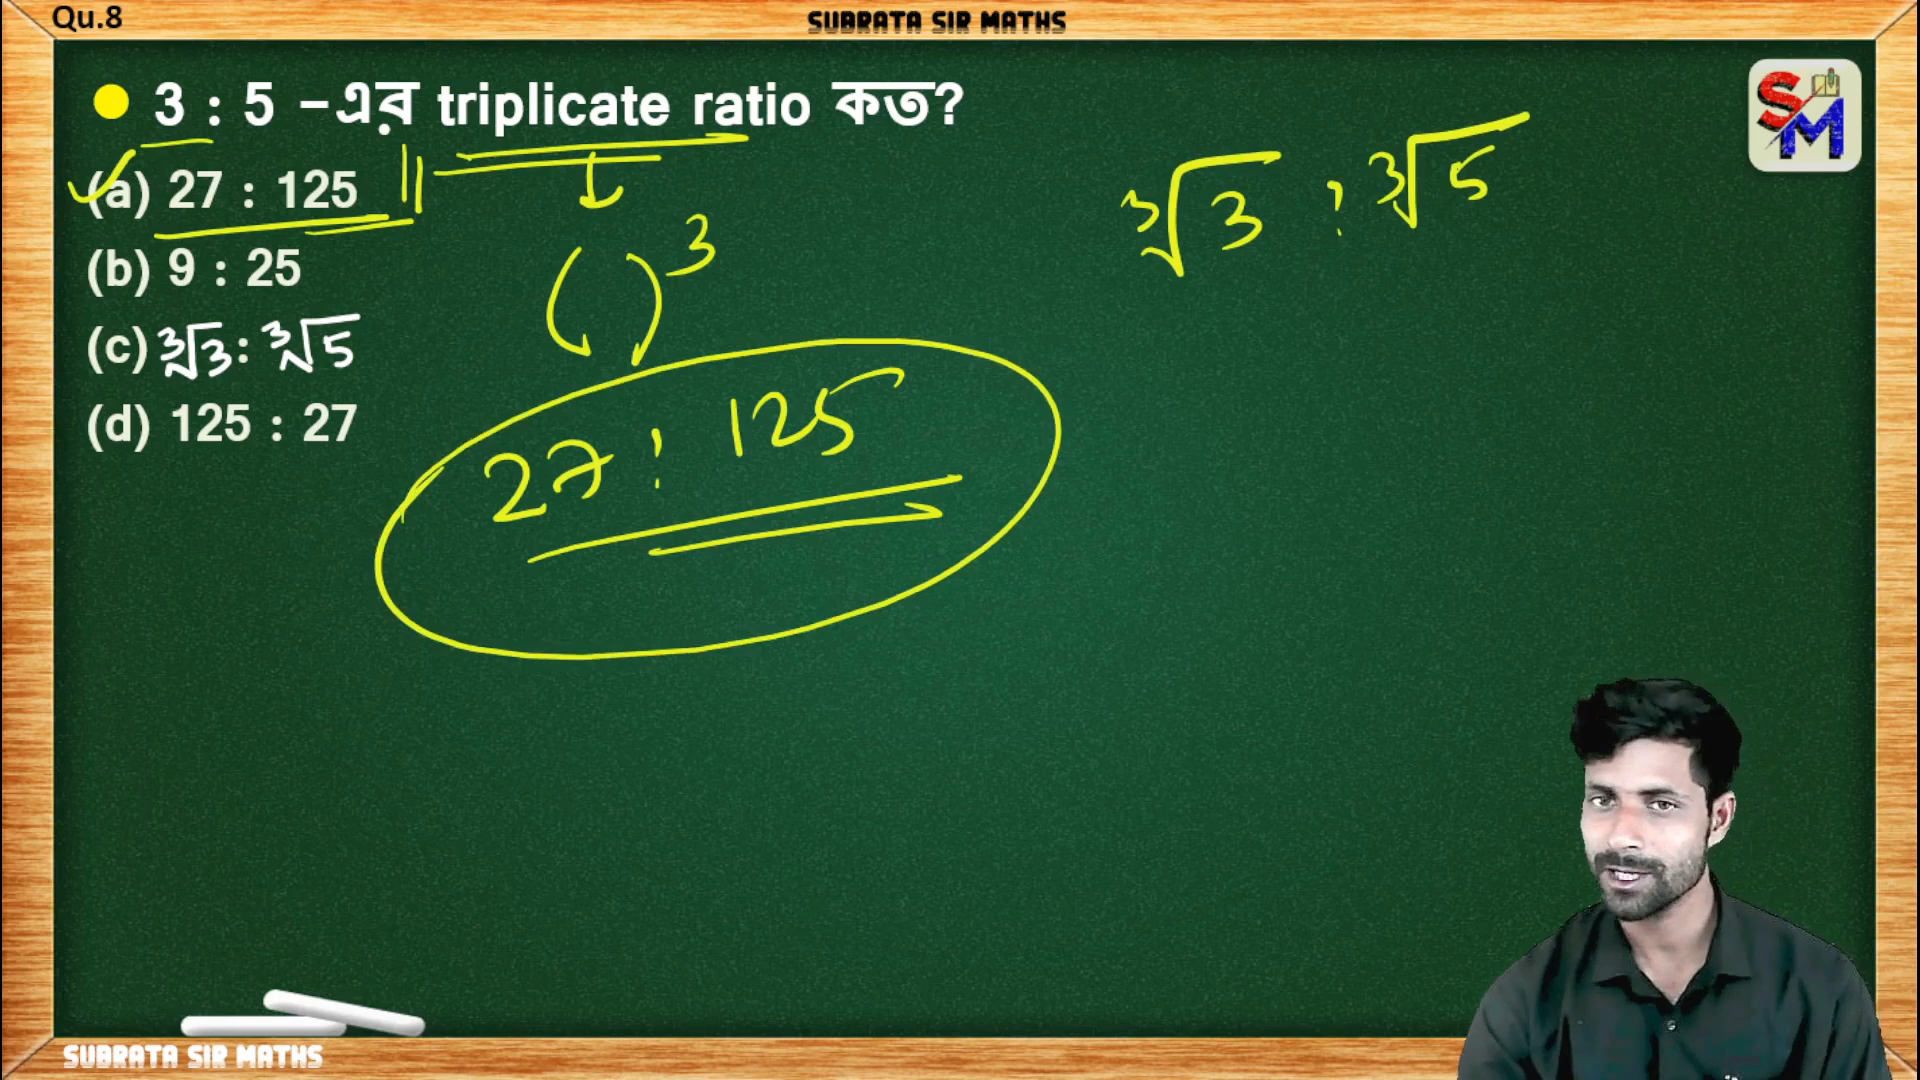 Qu.8
SUBRATA SIR MATHS
SM
3 : 5 -এর triplicate ratio কত?
(a) 27 : 125
(b) 9 : 25
(c) ∛3 : ∛5
(d) 125 : 27
( )³
27 : 125
∛3 : ∛5
SUBRATA SIR MATHS